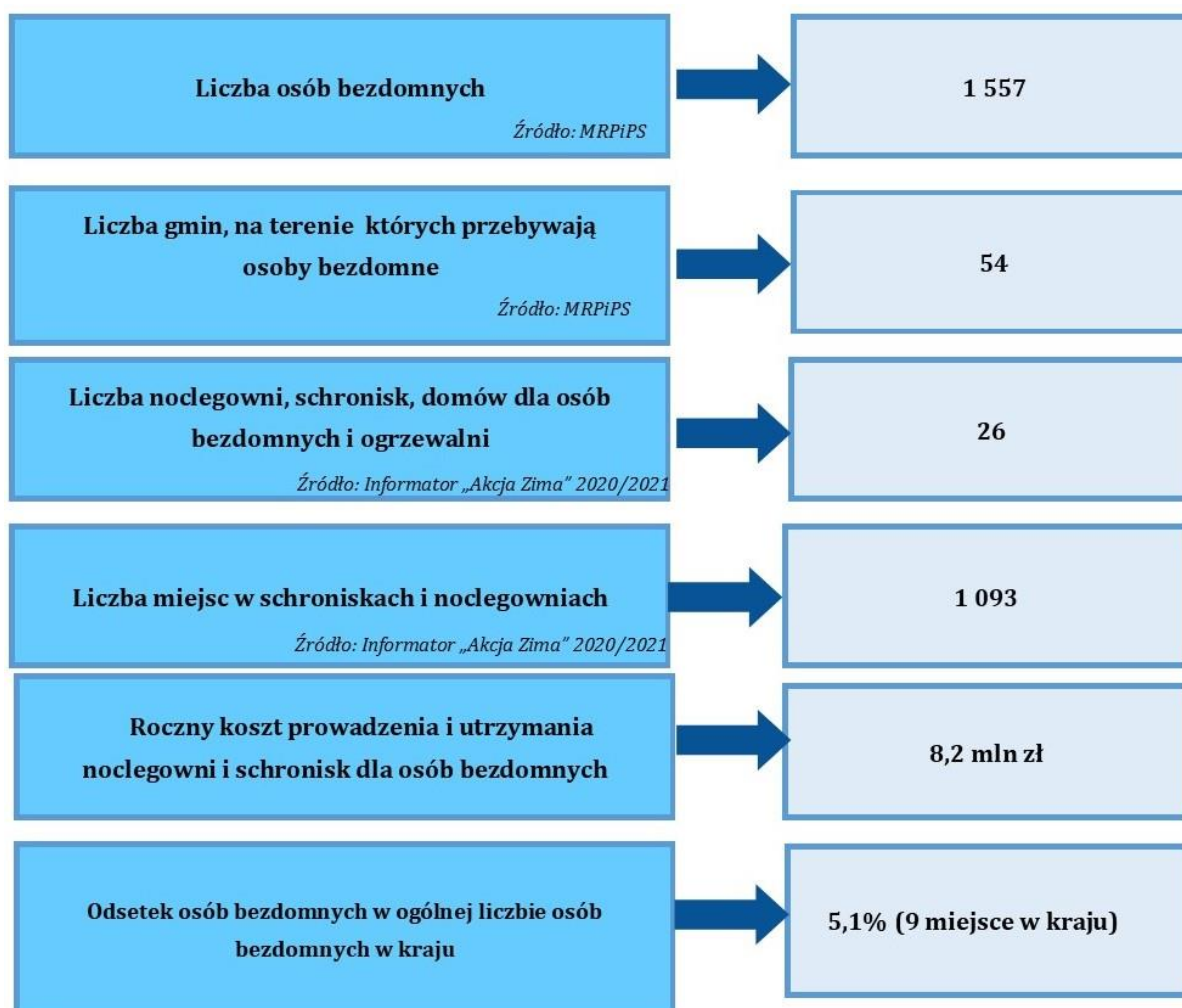 Liczba osób bezdomnych
Źródło: MRPiPS
1 557
Liczba gmin, na terenie których przebywają
osoby bezdomne
Źródło: MRPiPS
54
Liczba noclegowni, schronisk, domów dla osób
bezdomnych i ogrzewalni
Źródło: Informator „Akcja Zima" 2020/2021
26
Liczba miejsc w schroniskach i noclegowniach
Źródło: Informator „Akcja Zima" 2020/2021
1 093
Roczny koszt prowadzenia i utrzymania
noclegowni i schronisk dla osób bezdomnych
8,2 mln zł
Odsetek osób bezdomnych w ogólnej liczbie osób
bezdomnych w kraju
5,1% (9 miejsce w kraju)